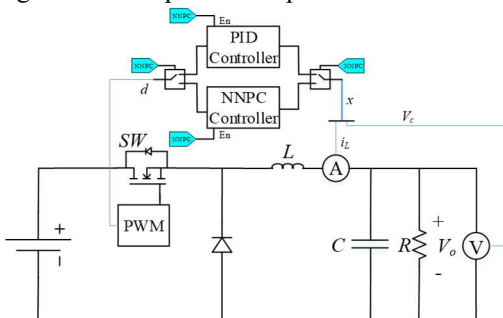 NNPC
En
PID
Controller
NNPC
NNPC
d
x
NNPC
Controller
V_c
NNPC
En
i_L
SW
L
A
+
PWM
C
R
+
V_o
V
-